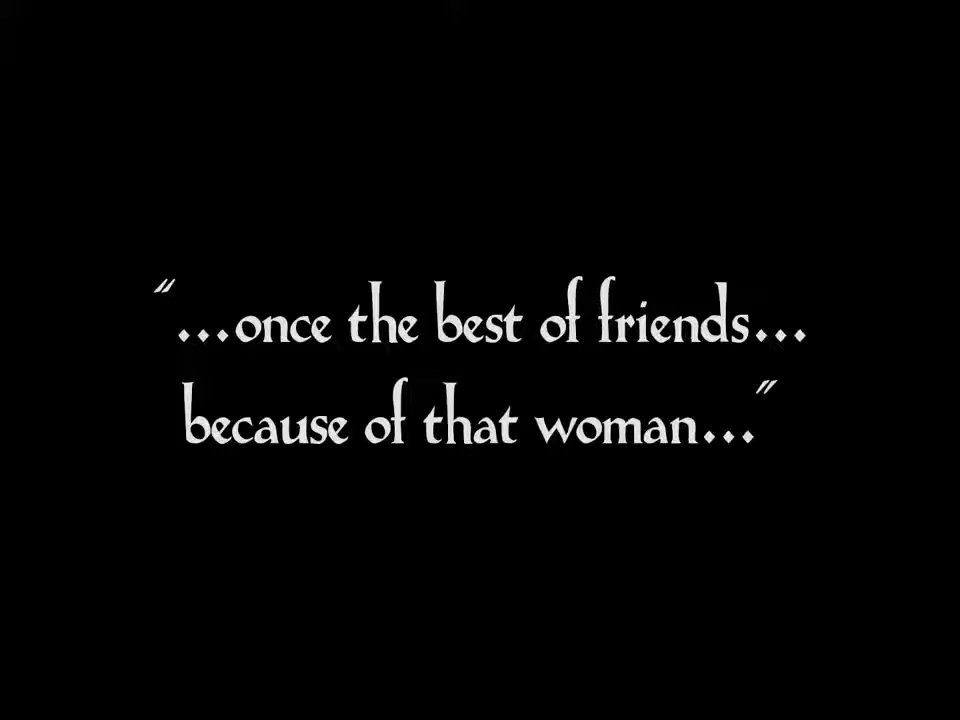 “...once the best of friends...
because of that woman...”